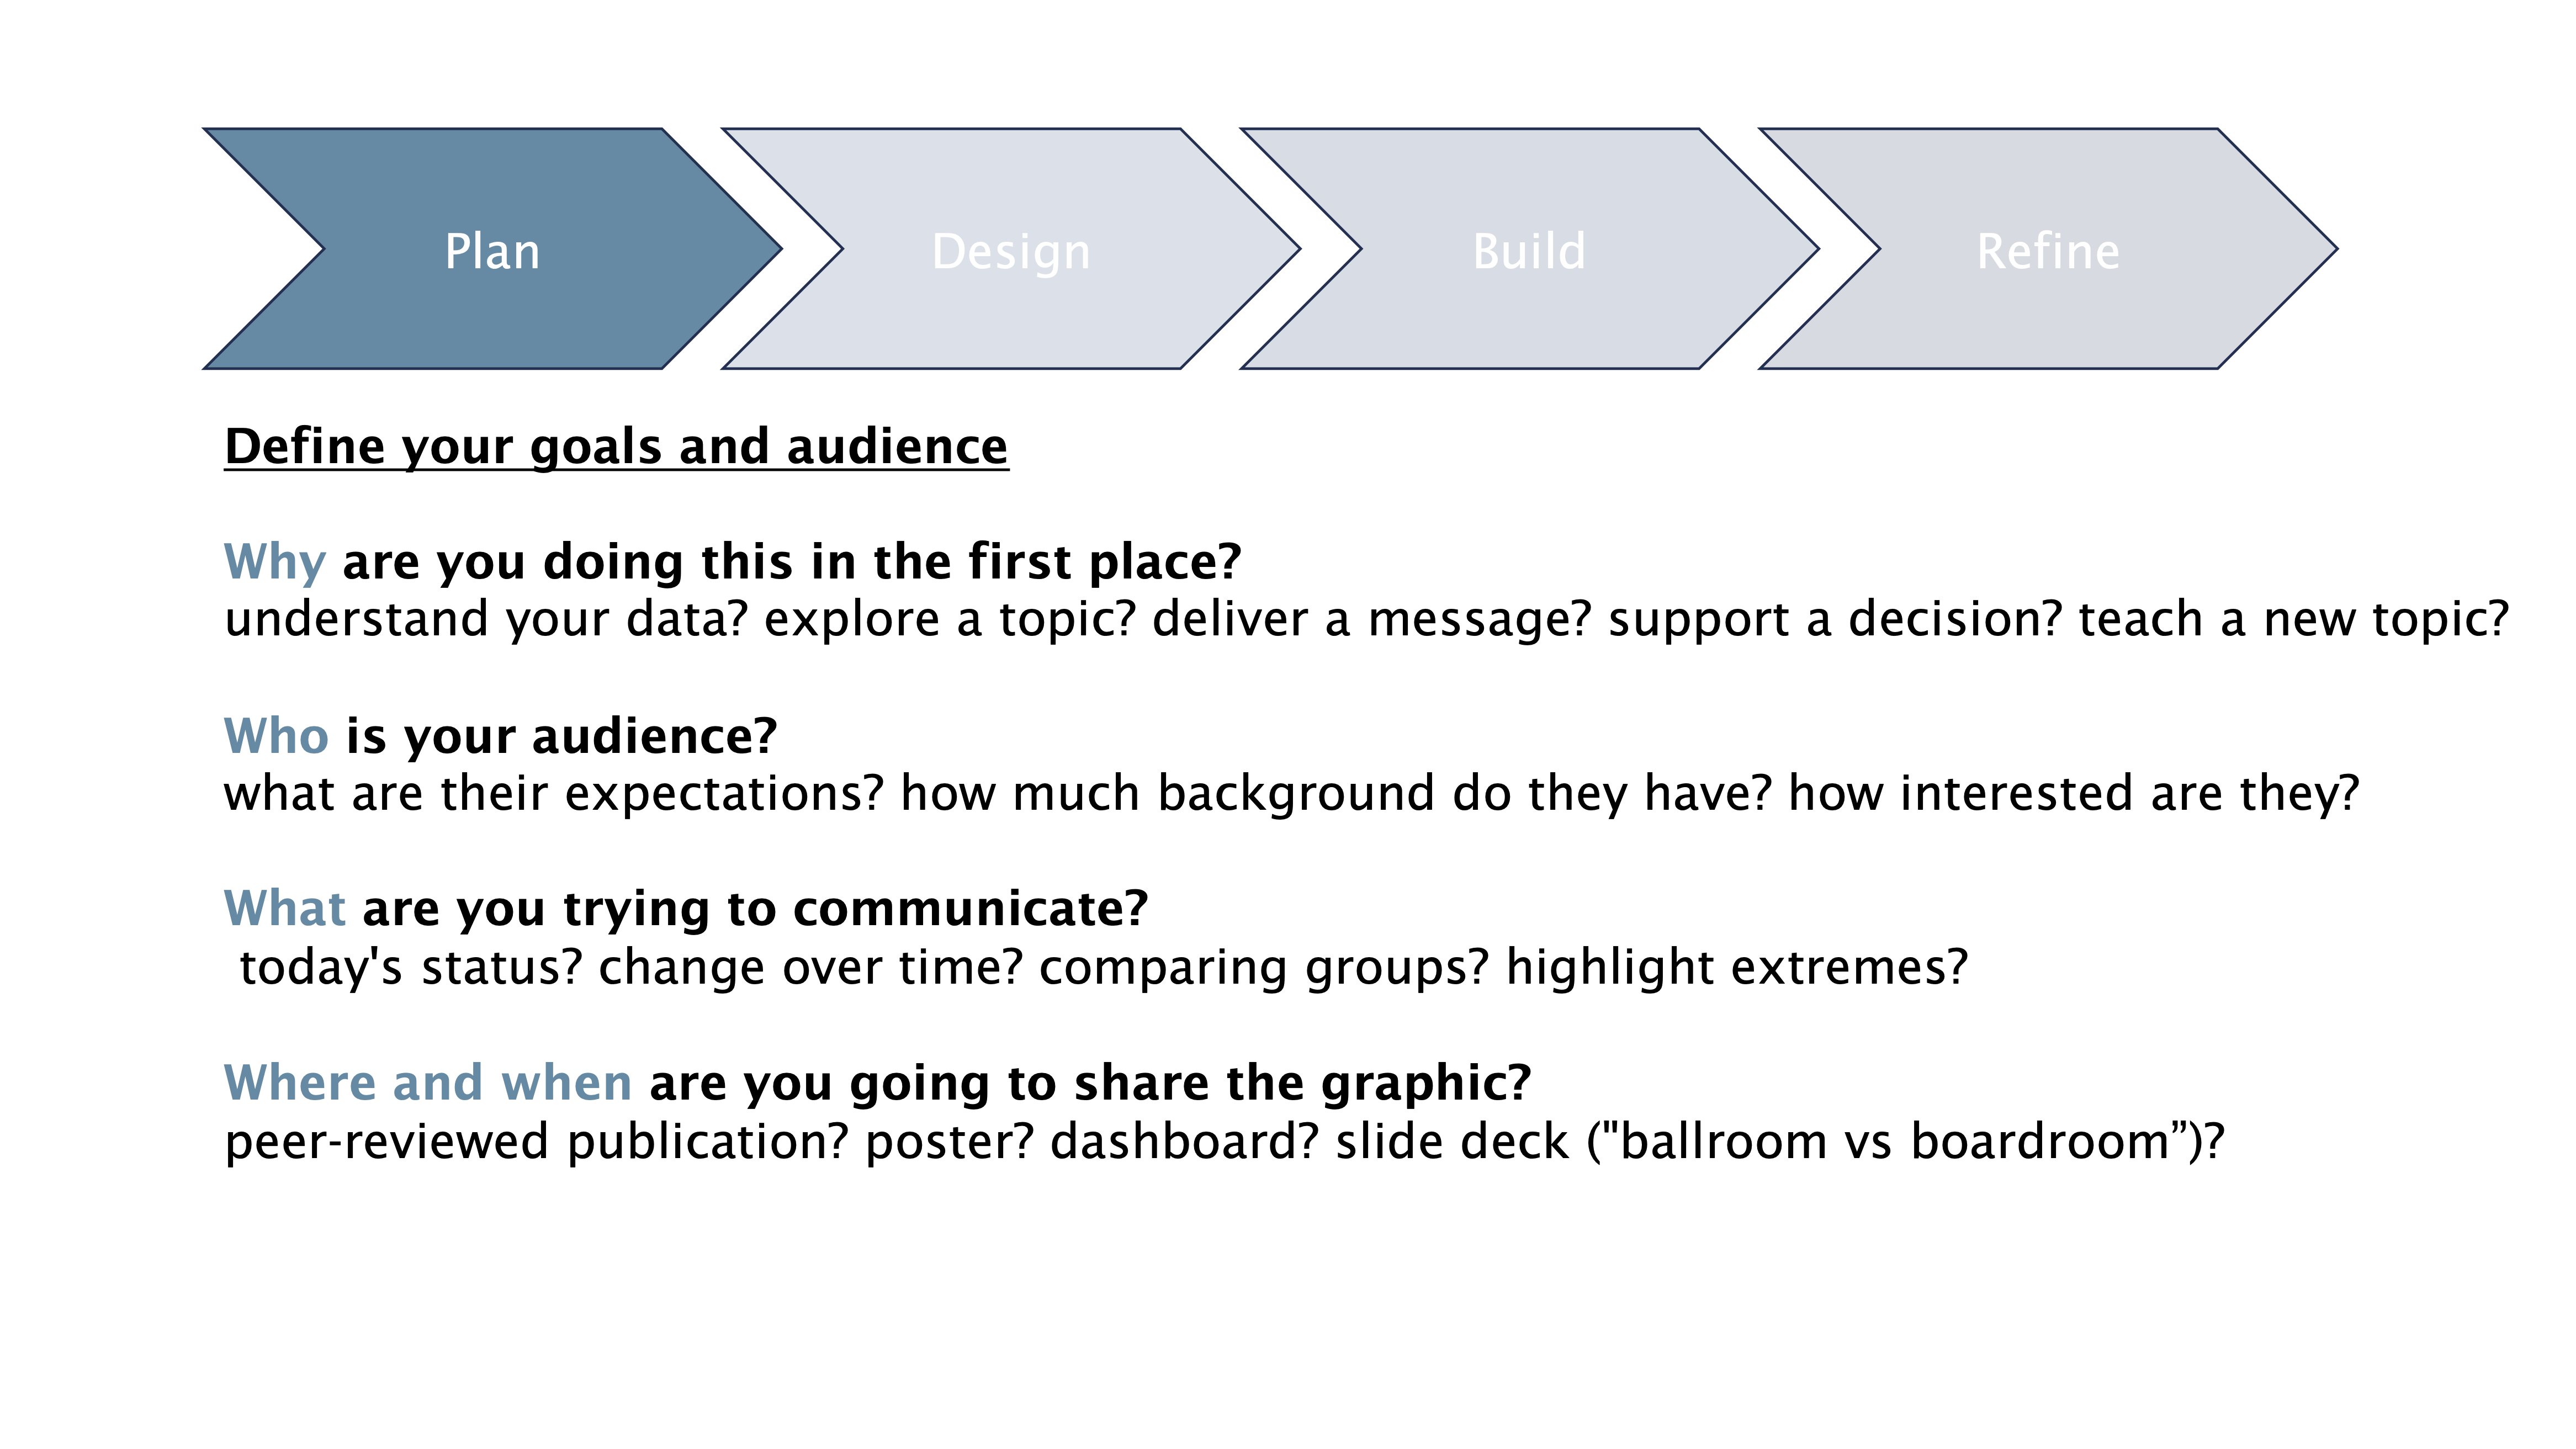 Plan
Design
Build
Refine
Define your goals and audience
Why are you doing this in the first place?
understand your data? explore a topic? deliver a message? support a decision? teach a new topic?
Who is your audience?
what are their expectations? how much background do they have? how interested are they?
What are you trying to communicate?
today's status? change over time? comparing groups? highlight extremes?
Where and when are you going to share the graphic?
peer-reviewed publication? poster? dashboard? slide deck ("ballroom vs boardroom”)?